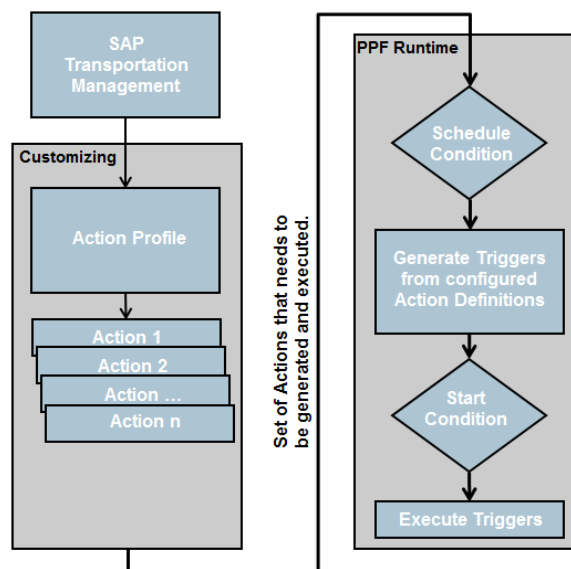 SAP
Transportation
Management
Customizing
Action Profile
Action 1
Action 2
Action ...
Action n
Set of Actions that needs to
be generated and executed.
PPF Runtime
Schedule
Condition
Generate Triggers
from configured
Action Definitions
Start
Condition
Execute Triggers